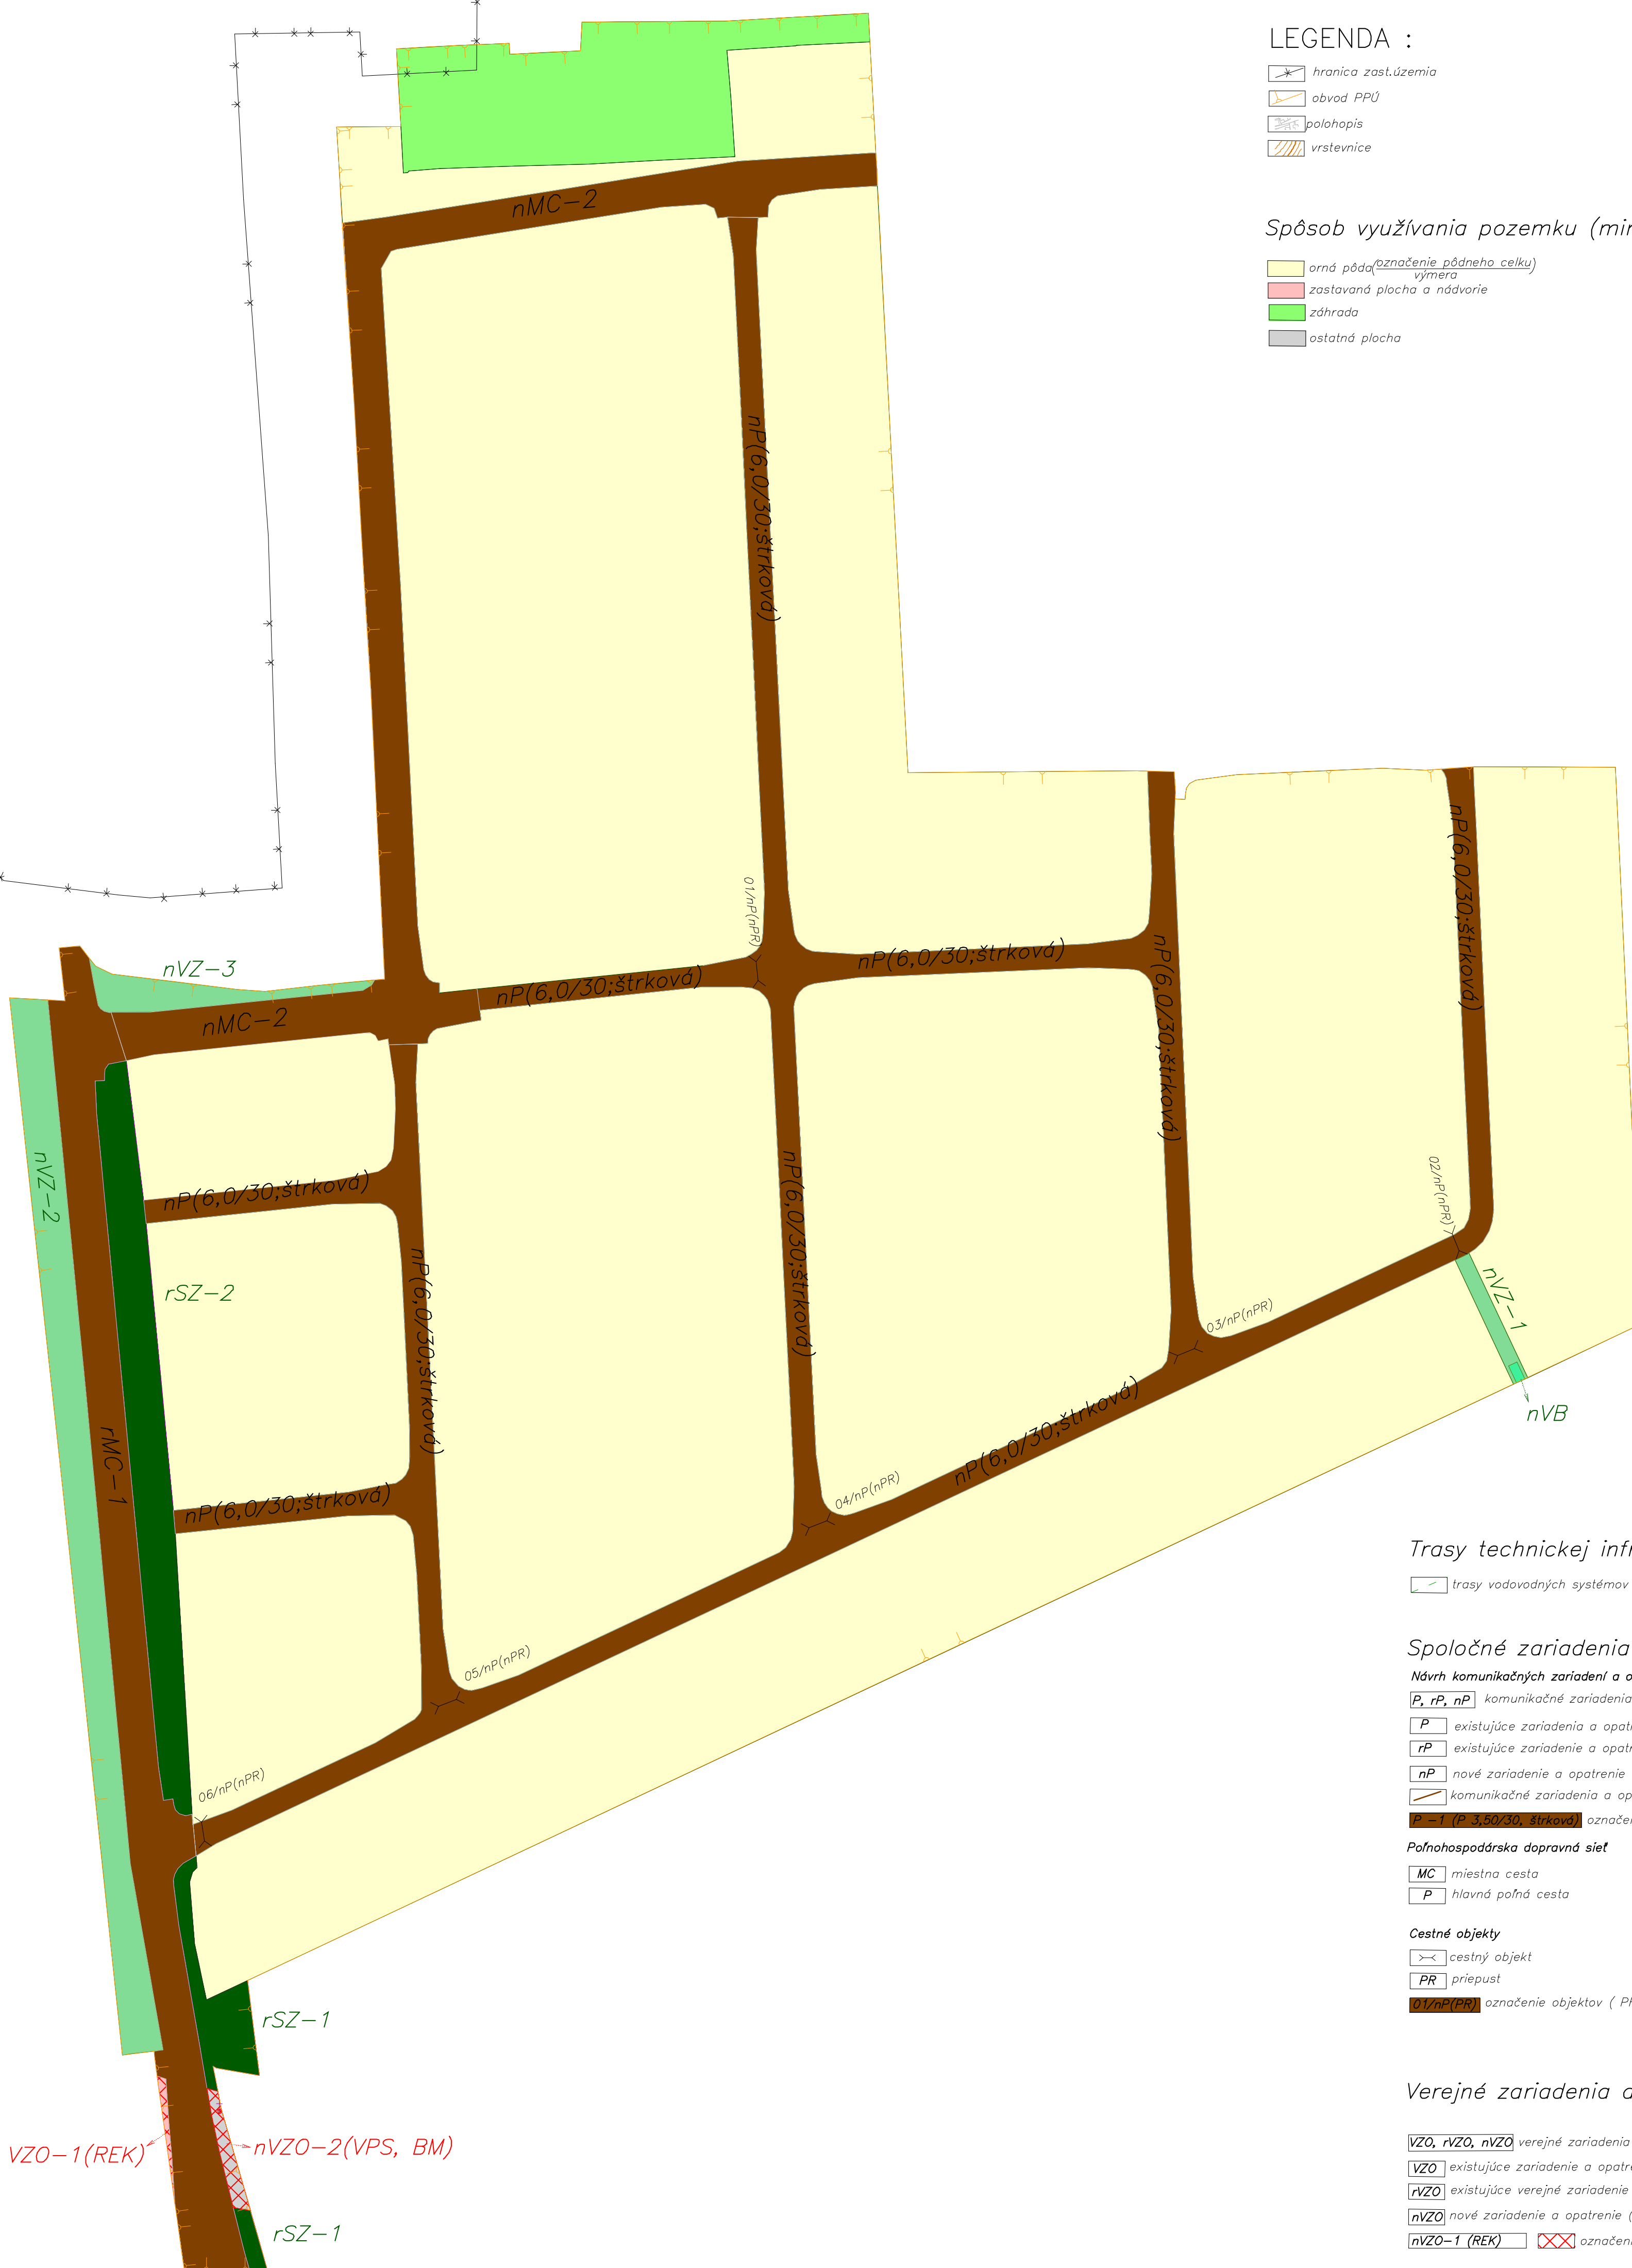 LEGENDA :
hranica zast.územia
obvod PPÚ
polohopis
vrstevnice
Spôsob využívania pozemku (min
orná pôda(označenie pôdneho celku)
výmera
zastavaná plocha a nádvorie
záhrada
ostatná plocha
nMC-2
nP(6,0/30;štrková)
nP(6,0/30;štrková)
01/nP(nPR)
nP(6,0/30;štrková)
nP(6,0/30;štrková)
nP(6,0/30;štrková)
nVZ-3
nMC-2
nVZ-2
nP(6,0/30;štrková)
nP(6,0/30;štrková)
02/nP(nPR)
rSZ-2
nP(6,0/30;štrková)
nVZ-1
03/nP(nPR)
nVB
rMC-1
nP(6,0/30;štrková)
nP(6,0/30;štrková)
04/nP(nPR)
05/nP(nPR)
06/nP(nPR)
rSZ-1
VZO-1(REK)
nVZO-2(VPS, BM)
rSZ-1
Trasy technickej infr
trasy vodovodných systémov
Spoločné zariadenia
Návrh komunikačných zariadení a o
P, rP, nP komunikačné zariadenia
P existujúce zariadenia a opatr
rP existujúce zariadenie a opatr
nP nové zariadenie a opatrenie
komunikačné zariadenia a op
P -1 (P 3,50/30, štrková) označen
Poľnohospodárska dopravná sieť
MC miestna cesta
P hlavná poľná cesta
Cestné objekty
cestný objekt
PR priepust
01/nP(PR) označenie objektov ( PR
Verejné zariadenia a
VZO, rVZO, nVZO verejné zariadenia
VZO existujúce zariadenie a opatre
rVZO existujúce verejné zariadenie
nVZO nové zariadenie a opatrenie (
nVZO-1 (REK) označeni